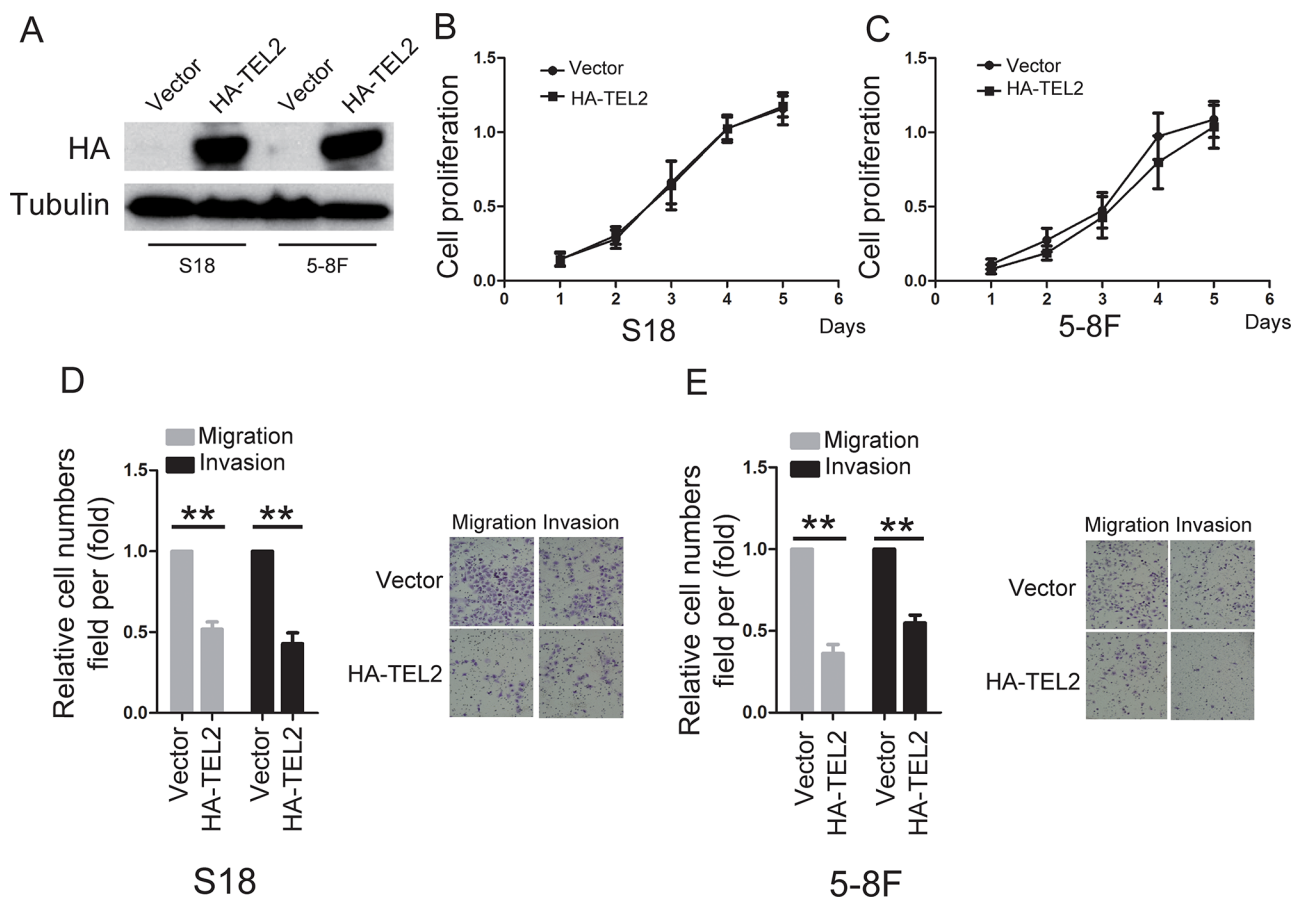 A
Vector
HA-TEL2
Vector
HA-TEL2
HA
Tubulin
S18
5-8F
B
Cell proliferation
1.5
1.0
0.5
0.0
Vector
HA-TEL2
0 1 2 3 4 5 6
S18
Days
C
Cell proliferation
1.5
1.0
0.5
0.0
Vector
HA-TEL2
0 1 2 3 4 5 6
5-8F
Days
D
Migration
Invasion
Relative cell numbers
field per (fold)
1.5
1.0
0.5
0.0
** **
Vector
HA-TEL2
Vector
HA-TEL2
S18
Migration Invasion
Vector
HA-TEL2
E
Migration
Invasion
Relative cell numbers
field per (fold)
1.5
1.0
0.5
0.0
** **
Vector
HA-TEL2
Vector
HA-TEL2
5-8F
Migration Invasion
Vector
HA-TEL2